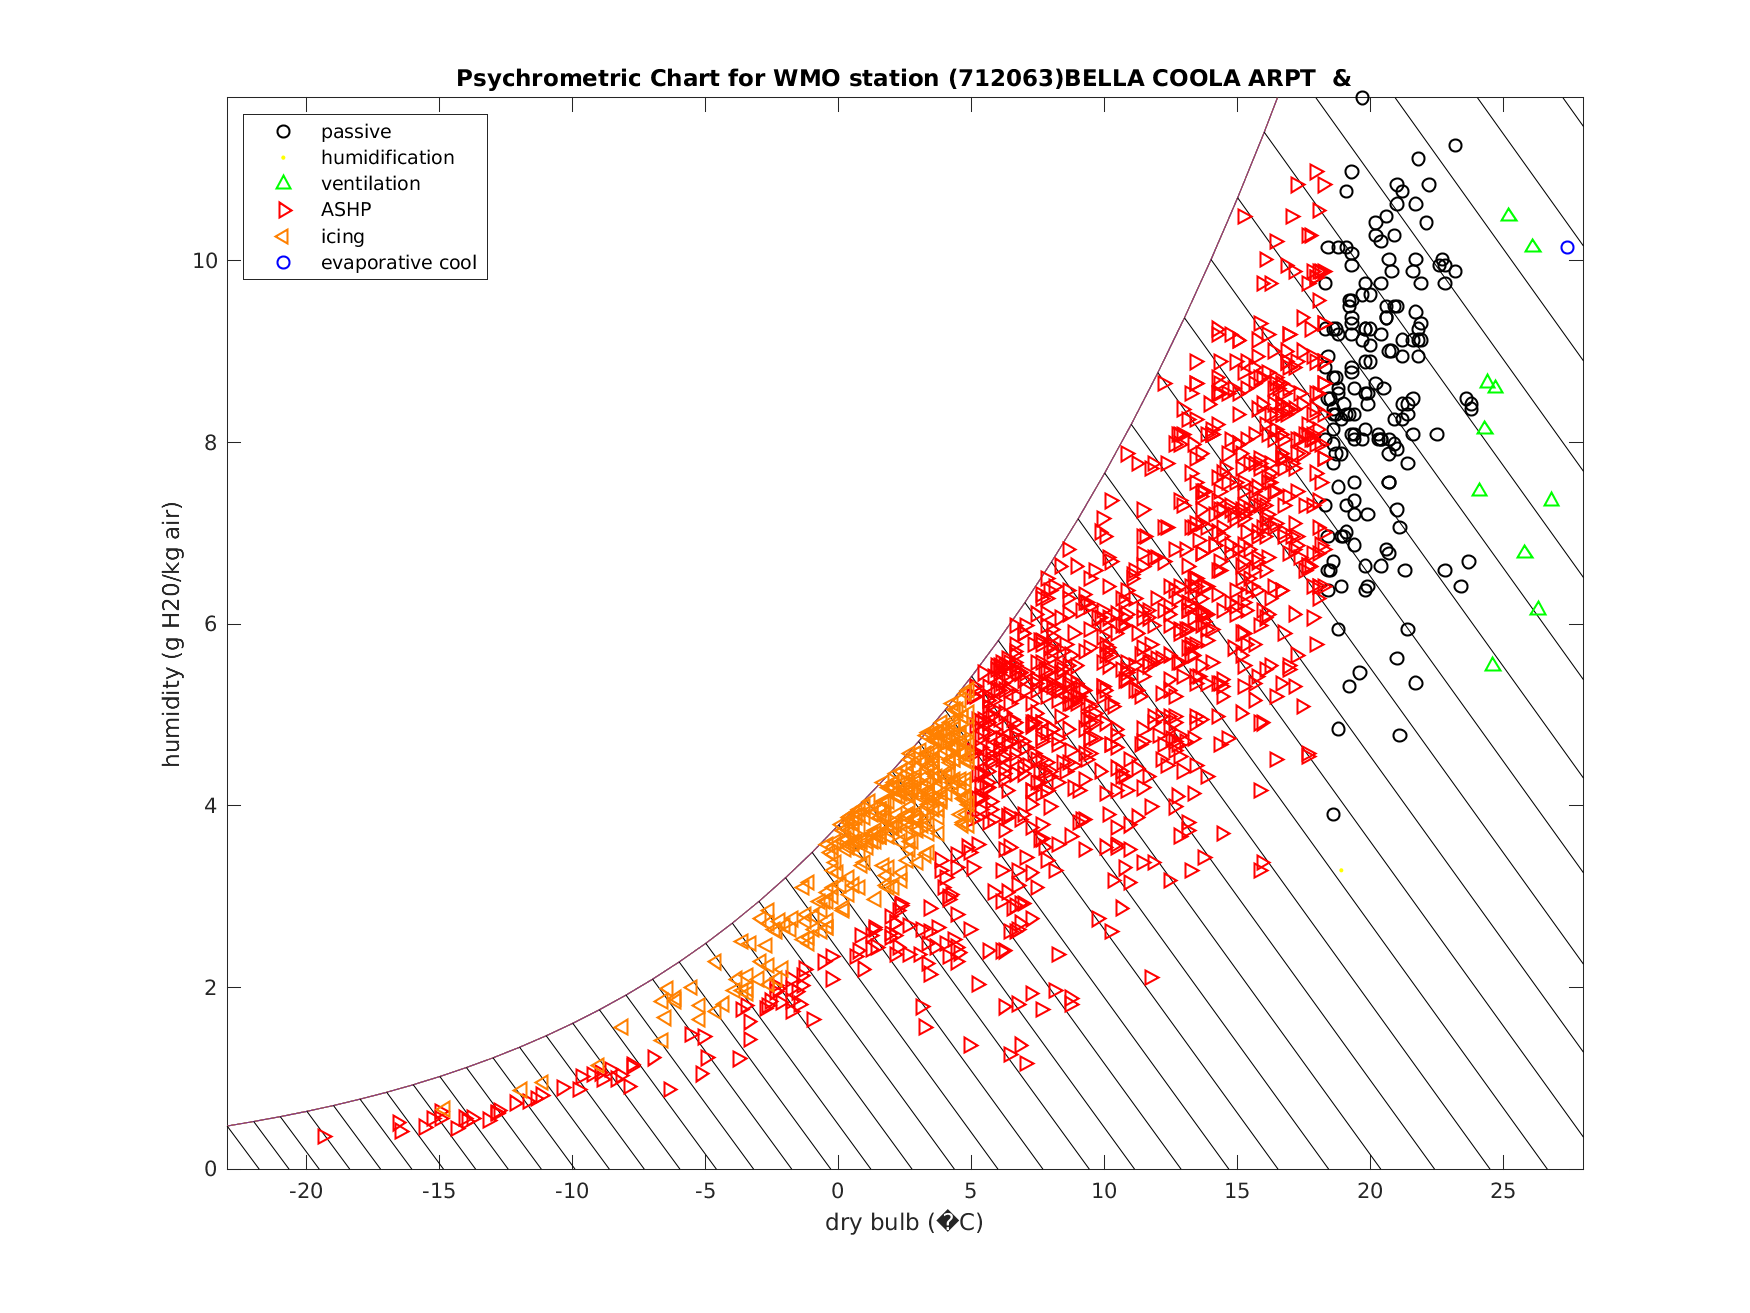 Psychrometric Chart for WMO station (712063)BELLA COOLA ARPT  &
passive
humidification
ventilation
ASHP
icing
evaporative cool
humidity (g H20/kg air)
10
8
6
4
2
0
-20 -15 -10 -5 0 5 10 15 20 25
dry bulb (�C)